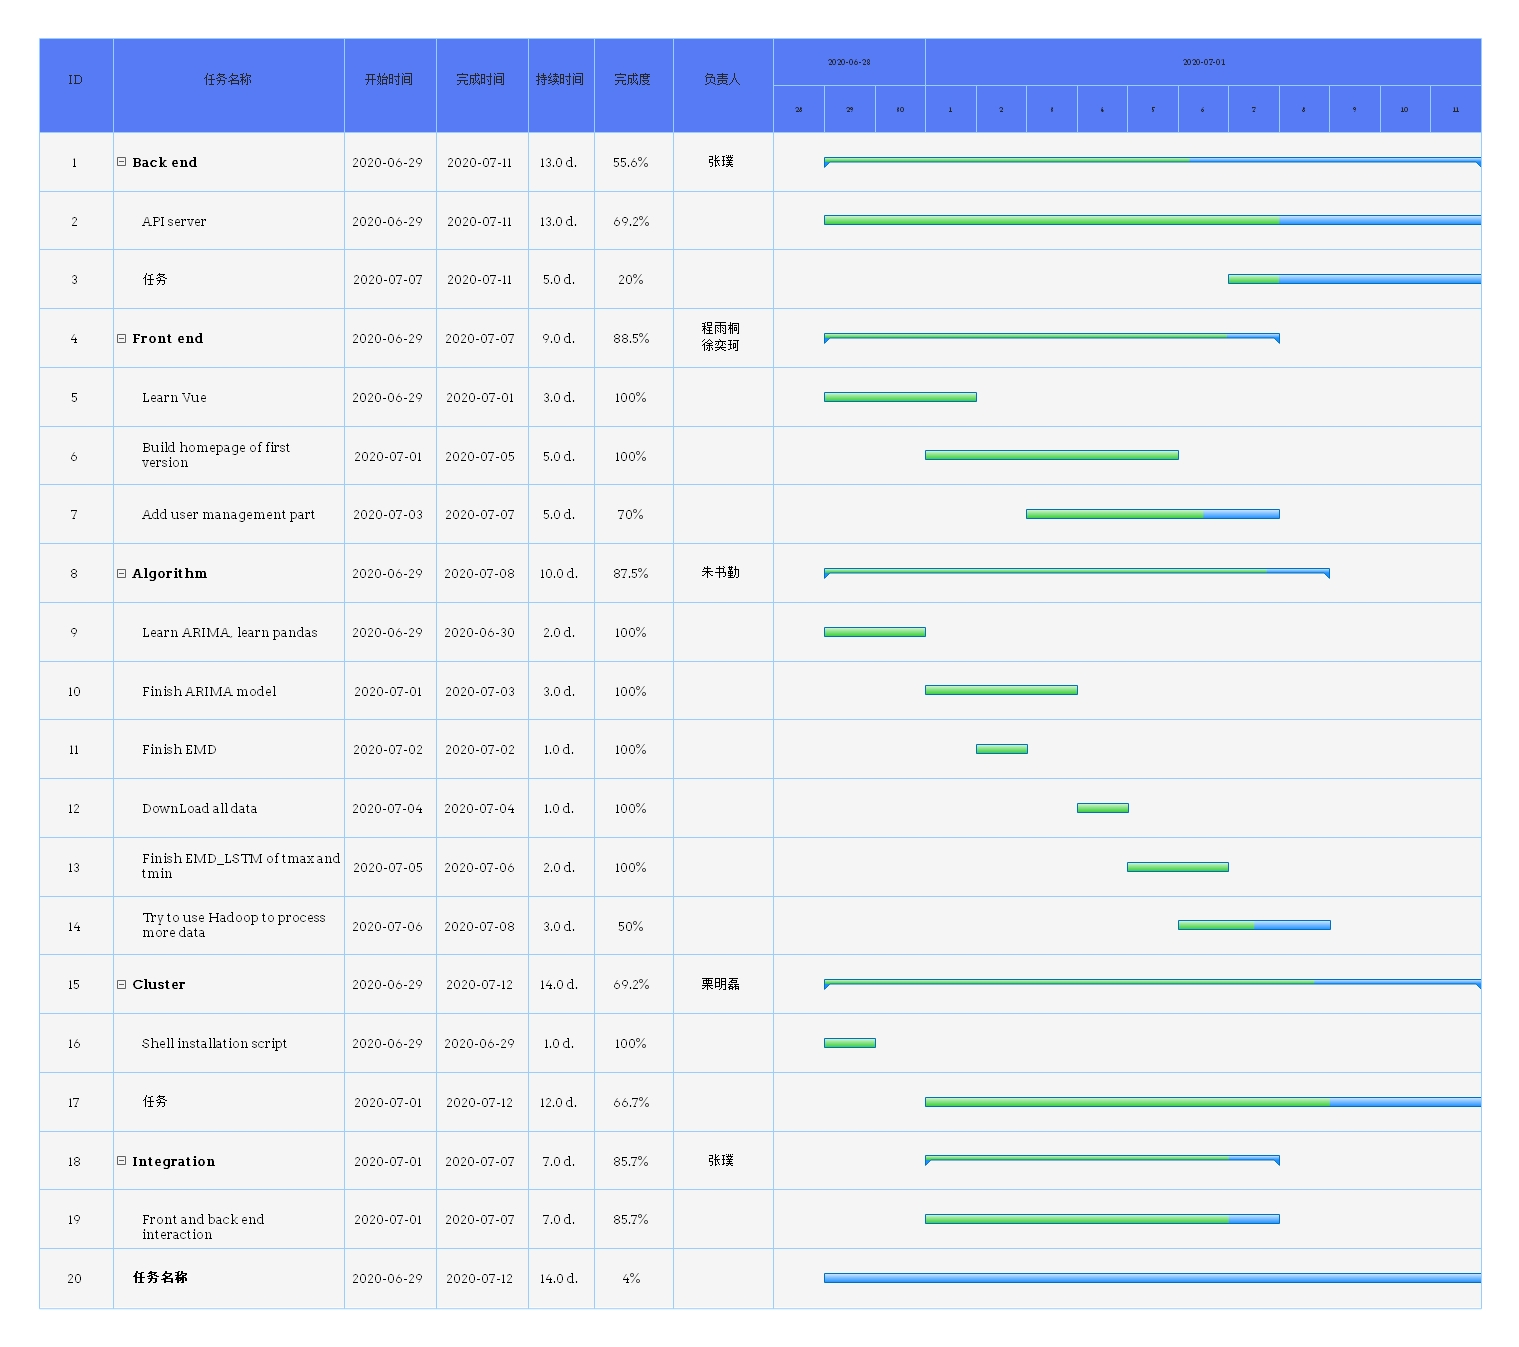 ID 任务名称 开始时间 完成时间 持续时间 完成度 负责人 2020-06-28 2020-07-01
28 29 30 1 2 3 4 5 6 7 8 9 10 11
1 Back end 2020-06-29 2020-07-11 13.0 d. 55.6% 张璞
2 API server 2020-06-29 2020-07-11 13.0 d. 69.2%
3 任务 2020-07-07 2020-07-11 5.0 d. 20%
4 Front end 2020-06-29 2020-07-07 9.0 d. 88.5% 程雨桐
徐奕珂
5 Learn Vue 2020-06-29 2020-07-01 3.0 d. 100%
6 Build homepage of first
version 2020-07-01 2020-07-05 5.0 d. 100%
7 Add user management part 2020-07-03 2020-07-07 5.0 d. 70%
8 Algorithm 2020-06-29 2020-07-08 10.0 d. 87.5% 朱书勤
9 Learn ARIMA, learn pandas 2020-06-29 2020-06-30 2.0 d. 100%
10 Finish ARIMA model 2020-07-01 2020-07-03 3.0 d. 100%
11 Finish EMD 2020-07-02 2020-07-02 1.0 d. 100%
12 DownLoad all data 2020-07-04 2020-07-04 1.0 d. 100%
13 Finish EMD_LSTM of tmax and
tmin 2020-07-05 2020-07-06 2.0 d. 100%
14 Try to use Hadoop to process
more data 2020-07-06 2020-07-08 3.0 d. 50%
15 Cluster 2020-06-29 2020-07-12 14.0 d. 69.2% 栗明磊
16 Shell installation script 2020-06-29 2020-06-29 1.0 d. 100%
17 任务 2020-07-01 2020-07-12 12.0 d. 66.7%
18 Integration 2020-07-01 2020-07-07 7.0 d. 85.7% 张璞
19 Front and back end
interaction 2020-07-01 2020-07-07 7.0 d. 85.7%
20 任务名称 2020-06-29 2020-07-12 14.0 d. 4%